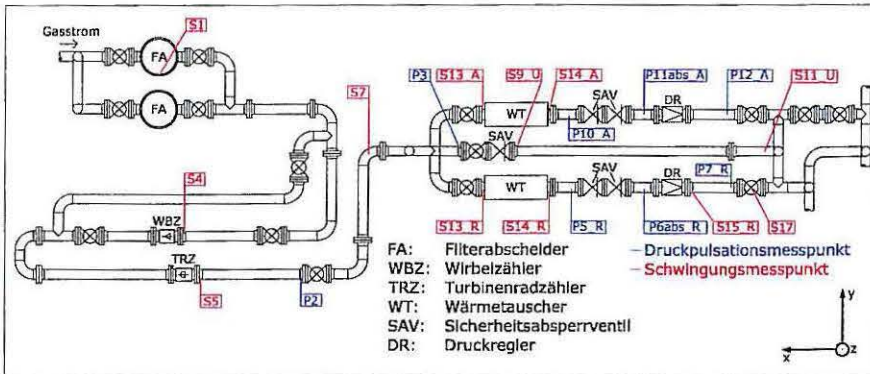 Gasstrom
S1
FA
FA
S7
P3
S13_A
S9_U
S14_A
P11abs_A
P12_A
S11_U
SAV
DR
WT
P10_A
SAV
S4
WBZ
SAV
DR
P7_R
WT
S13_R
S14_R
P5_R
P6abs_R
S15_R
S17
TRZ
S5
P2
FA: Filterabscheider
WBZ: Wirbelzähler
TRZ: Turbinenradzähler
WT: Wärmetauscher
SAV: Sicherheitsabsperrventil
DR: Druckregler
Druckpulsationsmesspunkt
Schwingungsmesspunkt
y
x
z